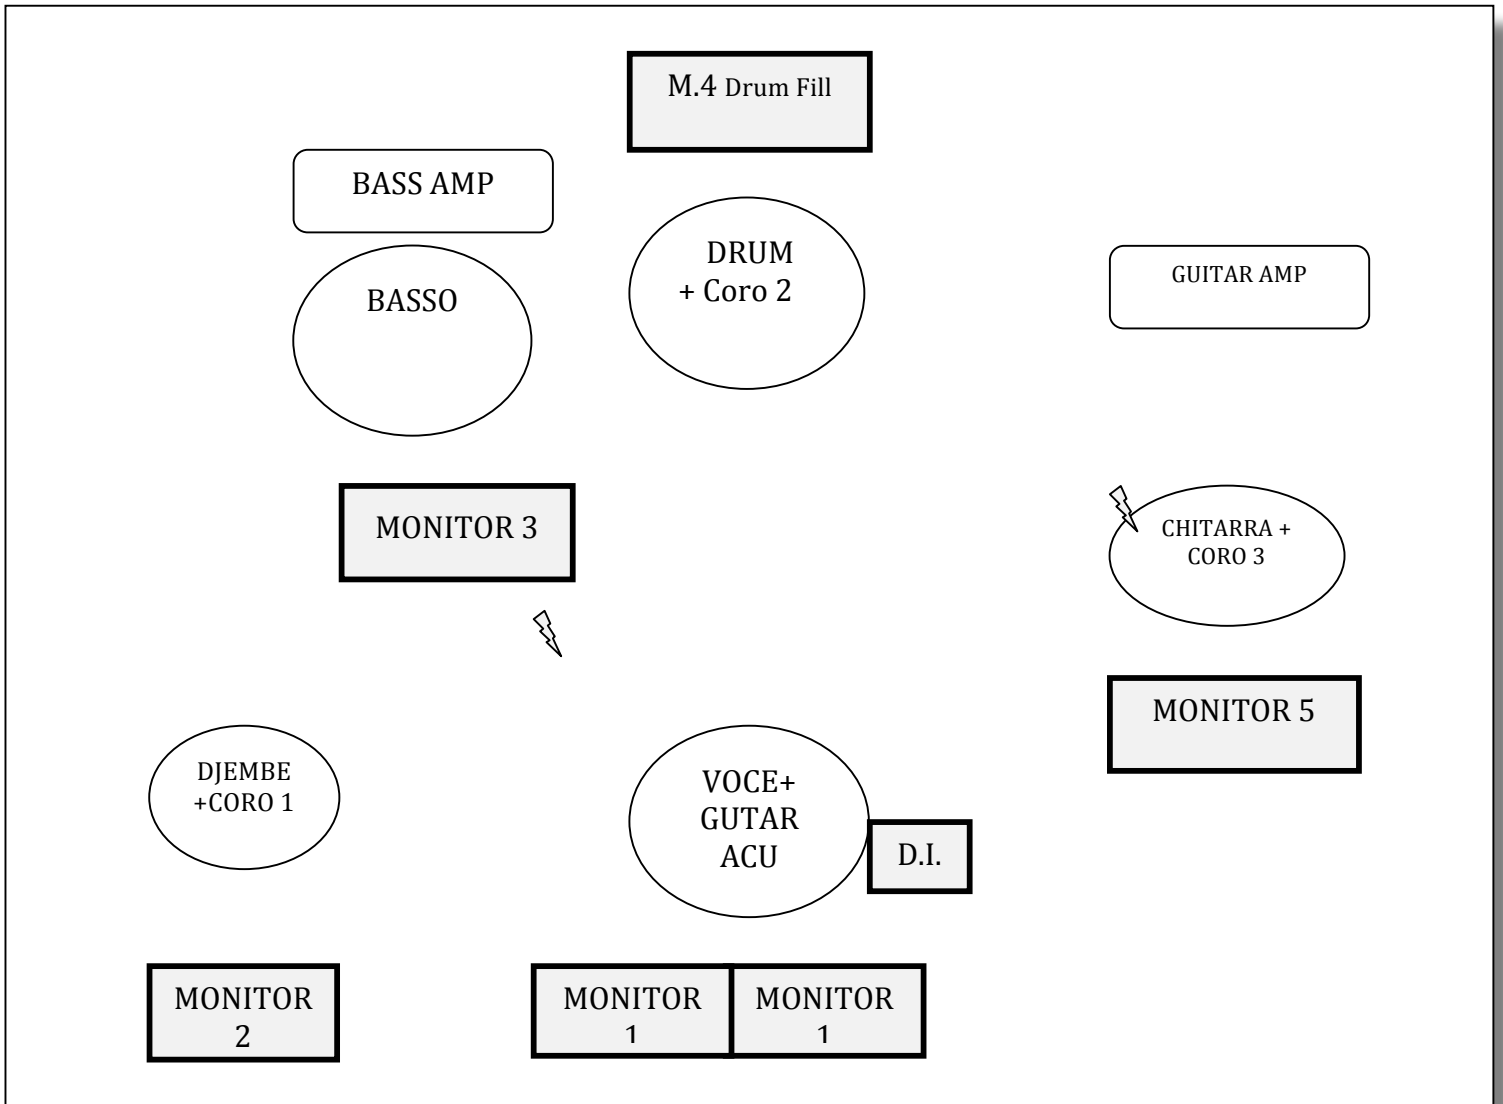 M.4 Drum Fill
BASS AMP
DRUM
+ Coro 2
GUITAR AMP
BASSO
MONITOR 3
CHITARRA +
CORO 3
MONITOR 5
DJEMBE
+CORO 1
VOCE+
GUTAR
ACU
D.I.
MONITOR
2
MONITOR
1
MONITOR
1